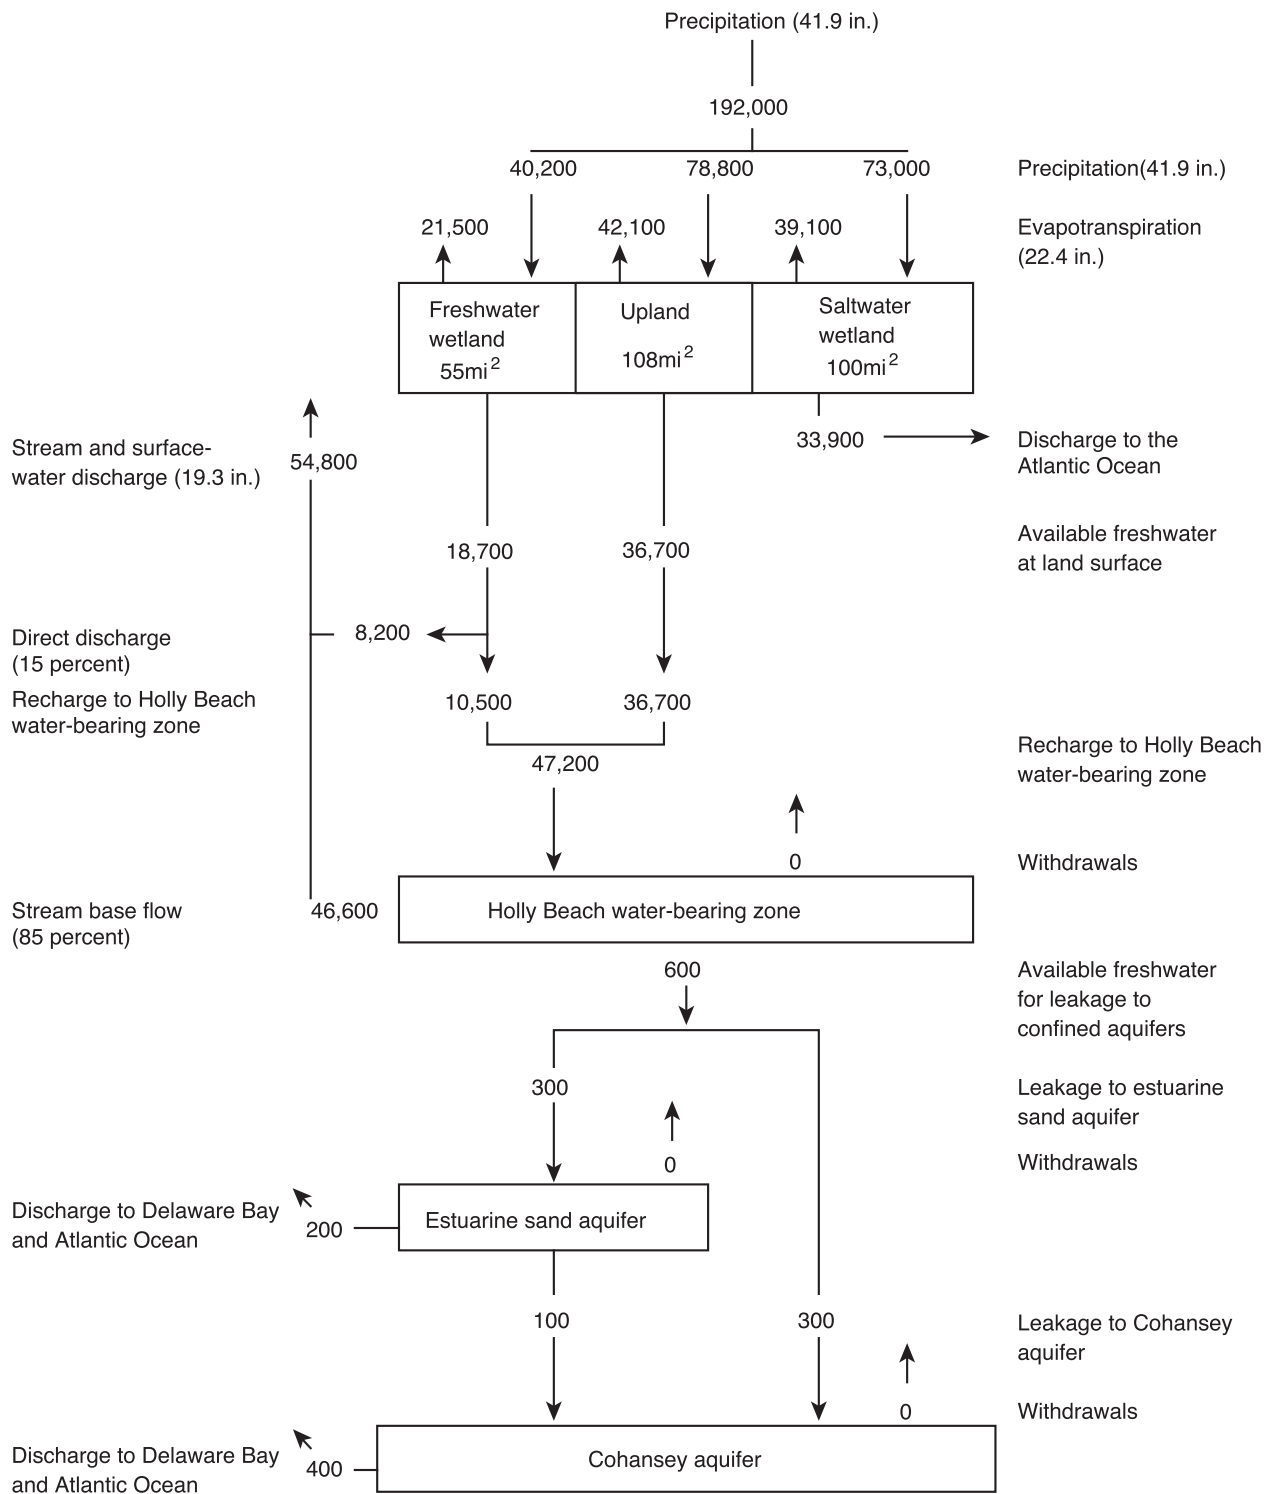 Precipitation (41.9 in.)
192,000
40,200
78,800
73,000
Precipitation(41.9 in.)
21,500
42,100
39,100
Evapotranspiration
(22.4 in.)
Freshwater
wetland
55mi²
Upland
108mi²
Saltwater
wetland
100mi²
33,900
Discharge to the
Atlantic Ocean
Stream and surface-
water discharge (19.3 in.)
54,800
18,700
36,700
Available freshwater
at land surface
Direct discharge
(15 percent)
8,200
Recharge to Holly Beach
water-bearing zone
10,500
36,700
47,200
Recharge to Holly Beach
water-bearing zone
0
Withdrawals
Stream base flow
(85 percent)
46,600
Holly Beach water-bearing zone
600
Available freshwater
for leakage to
confined aquifers
300
Leakage to estuarine
sand aquifer
0
Withdrawals
Discharge to Delaware Bay
and Atlantic Ocean
200
Estuarine sand aquifer
100
300
Leakage to Cohansey
aquifer
0
Withdrawals
Discharge to Delaware Bay
and Atlantic Ocean
400
Cohansey aquifer